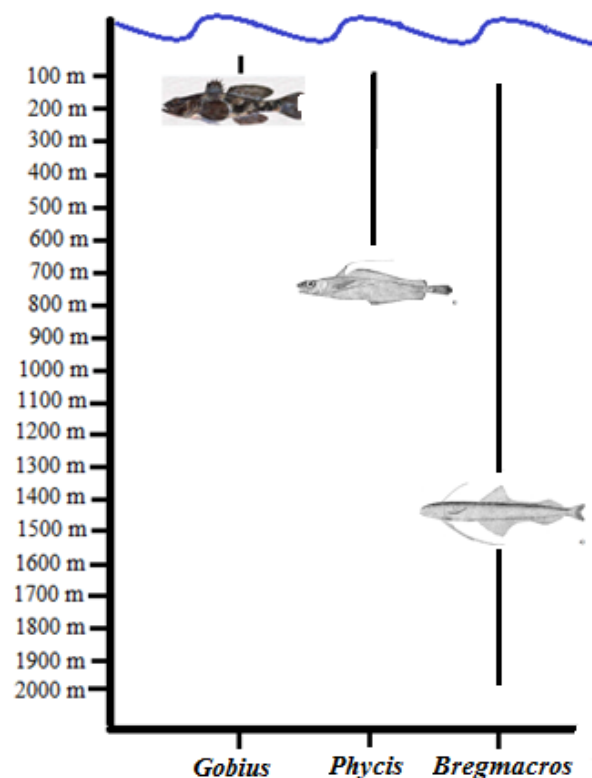 100 m
200 m
300 m
400 m
500 m
600 m
700 m
800 m
900 m
1000 m
1100 m
1200 m
1300 m
1400 m
1500 m
1600 m
1700 m
1800 m
1900 m
2000 m
Gobius Phycis Bregmacros